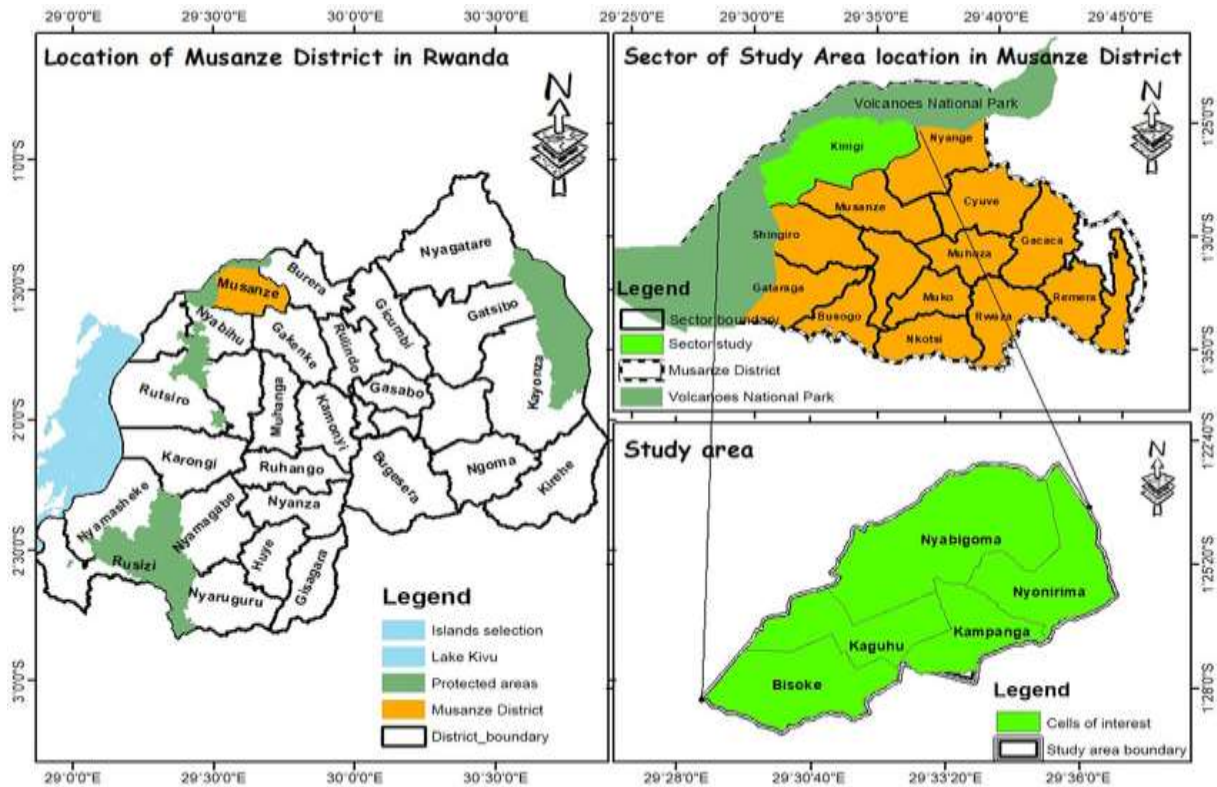 29°0'0"E 29°30'0"E 30°0'0"E 30°30'0"E
Location of Musanze District in Rwanda
N
1°0'0"S
1°30'0"S
2°0'0"S
2°30'0"S
3°0'0"S
Nyagatare
Burera
Musanze
Gicumbi
Gatsibo
Nyabihu
Gakenke
Rulindo
Gasabo
Kayonza
Rutsiro
Muhanga
Kamonyi
Karongi
Ruhango
Bugesera
Ngoma
Kirehe
Nyamasheke
Nyamagabe
Nyanza
Rusizi
Huye
Gisagara
Nyaruguru
Legend
Islands selection
Lake Kivu
Protected areas
Musanze District
District_boundary
29°0'0"E 29°30'0"E 30°0'0"E 30°30'0"E
29°25'0"E 29°30'0"E 29°35'0"E 29°40'0"E 29°45'0"E
Sector of Study Area location in Musanze District
N
Volcanoes National Park
1°25'0"S
1°30'0"S
1°35'0"S
Kinigi
Nyange
Musanze
Cyuve
Shingiro
Gacaca
Muhoza
Gataraga
Muko
Remera
Busogo
Rwaza
Nkotsi
Legend
Sector boundary
Sector study
Musanze District
Volcanoes National Park
Study area
N
1°22'40"S
1°25'20"S
1°28'0"S
Nyabigoma
Nyonirima
Kampanga
Kaguhu
Bisoke
Legend
Cells of interest
Study area boundary
29°28'0"E 29°30'40"E 29°33'20"E 29°36'0"E